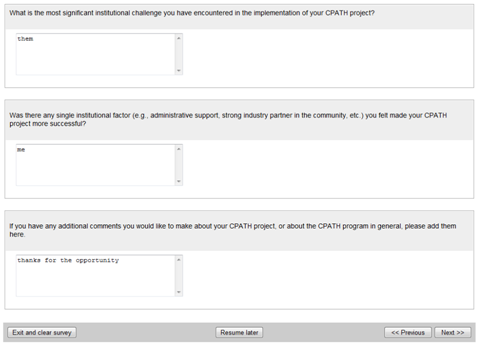 What is the most significant institutional challenge you have encountered in the implementation of your CPATH project?
them
Was there any single institutional factor (e.g., administrative support, strong industry partner in the community, etc.) you felt made your CPATH
project more successful?
me
If you have any additional comments you would like to make about your CPATH project, or about the CPATH program in general, please add them
here.
thanks for the opportunity
Exit and clear survey Resume later << Previous Next >>